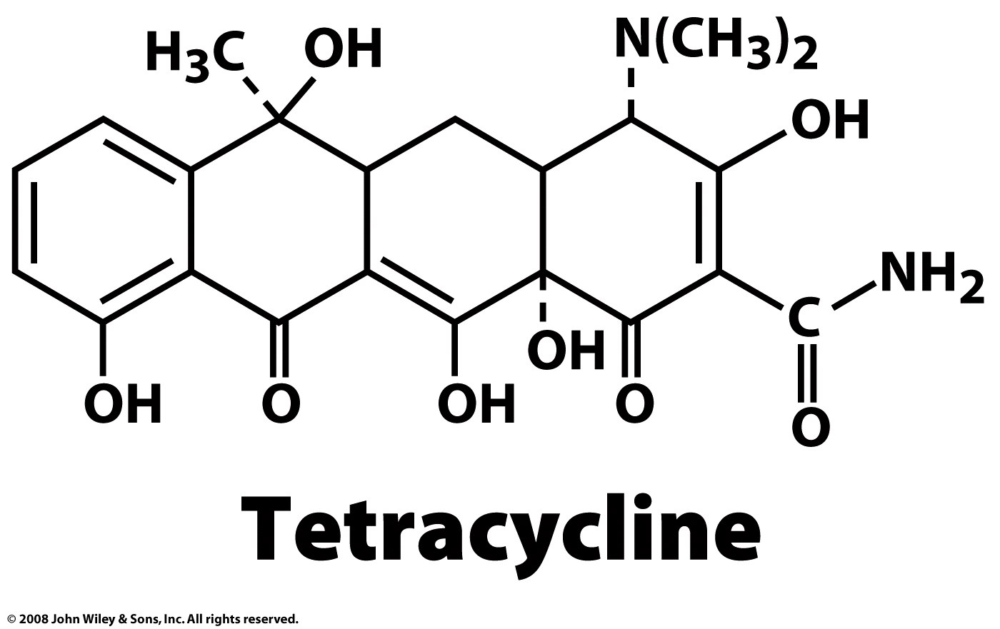 H₃C OH N(CH₃)₂
OH
NH₂
C
OH
OH O OH O
O
Tetracycline
© 2008 John Wiley & Sons, Inc. All rights reserved.